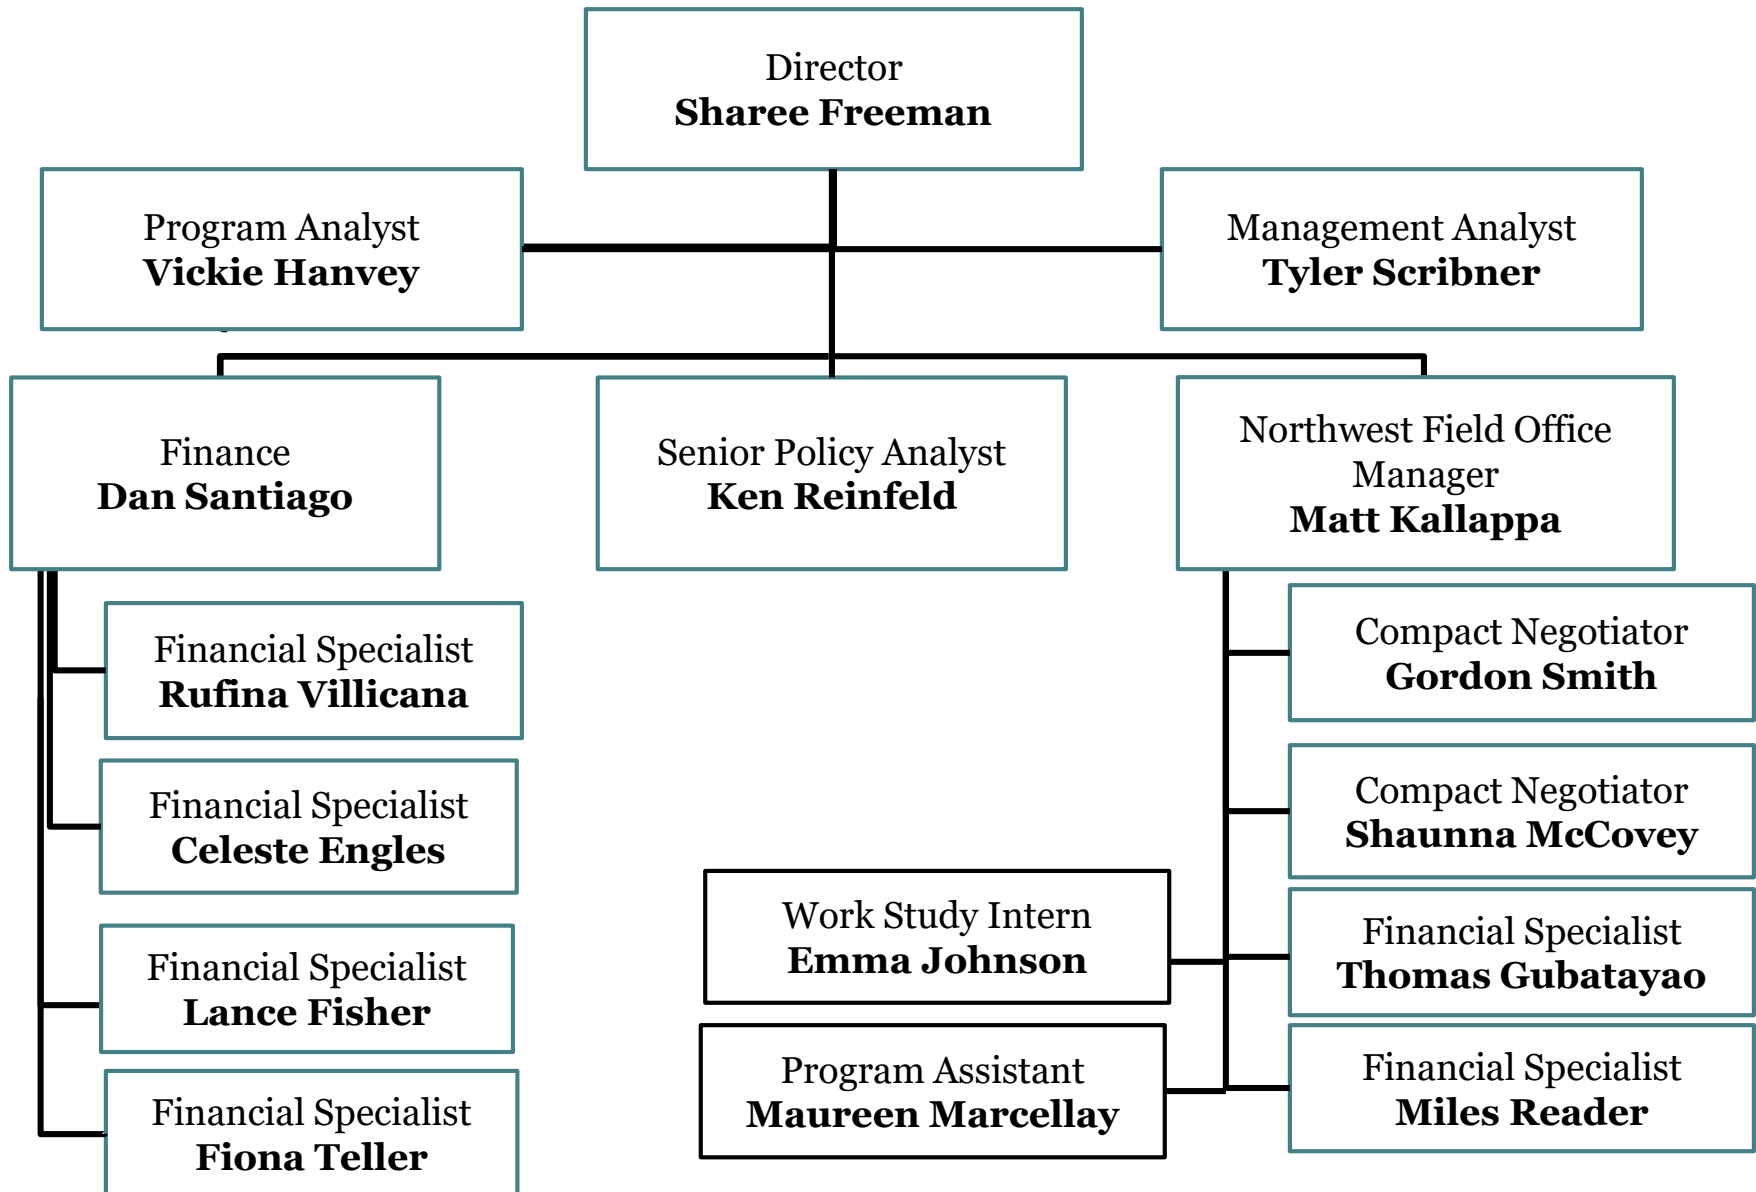 Director
Sharee Freeman
Program Analyst
Vickie Hanvey
Management Analyst
Tyler Scribner
Finance
Dan Santiago
Senior Policy Analyst
Ken Reinfeld
Northwest Field Office
Manager
Matt Kallappa
Financial Specialist
Rufina Villicana
Financial Specialist
Celeste Engles
Financial Specialist
Lance Fisher
Financial Specialist
Fiona Teller
Work Study Intern
Emma Johnson
Program Assistant
Maureen Marcellay
Compact Negotiator
Gordon Smith
Compact Negotiator
Shaunna McCovey
Financial Specialist
Thomas Gubatayao
Financial Specialist
Miles Reader